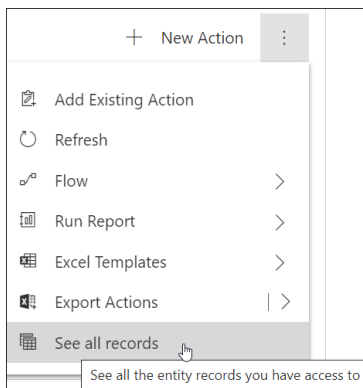 + New Action
Add Existing Action
Refresh
Flow
Run Report
Excel Templates
Export Actions
See all records
See all the entity records you have access to